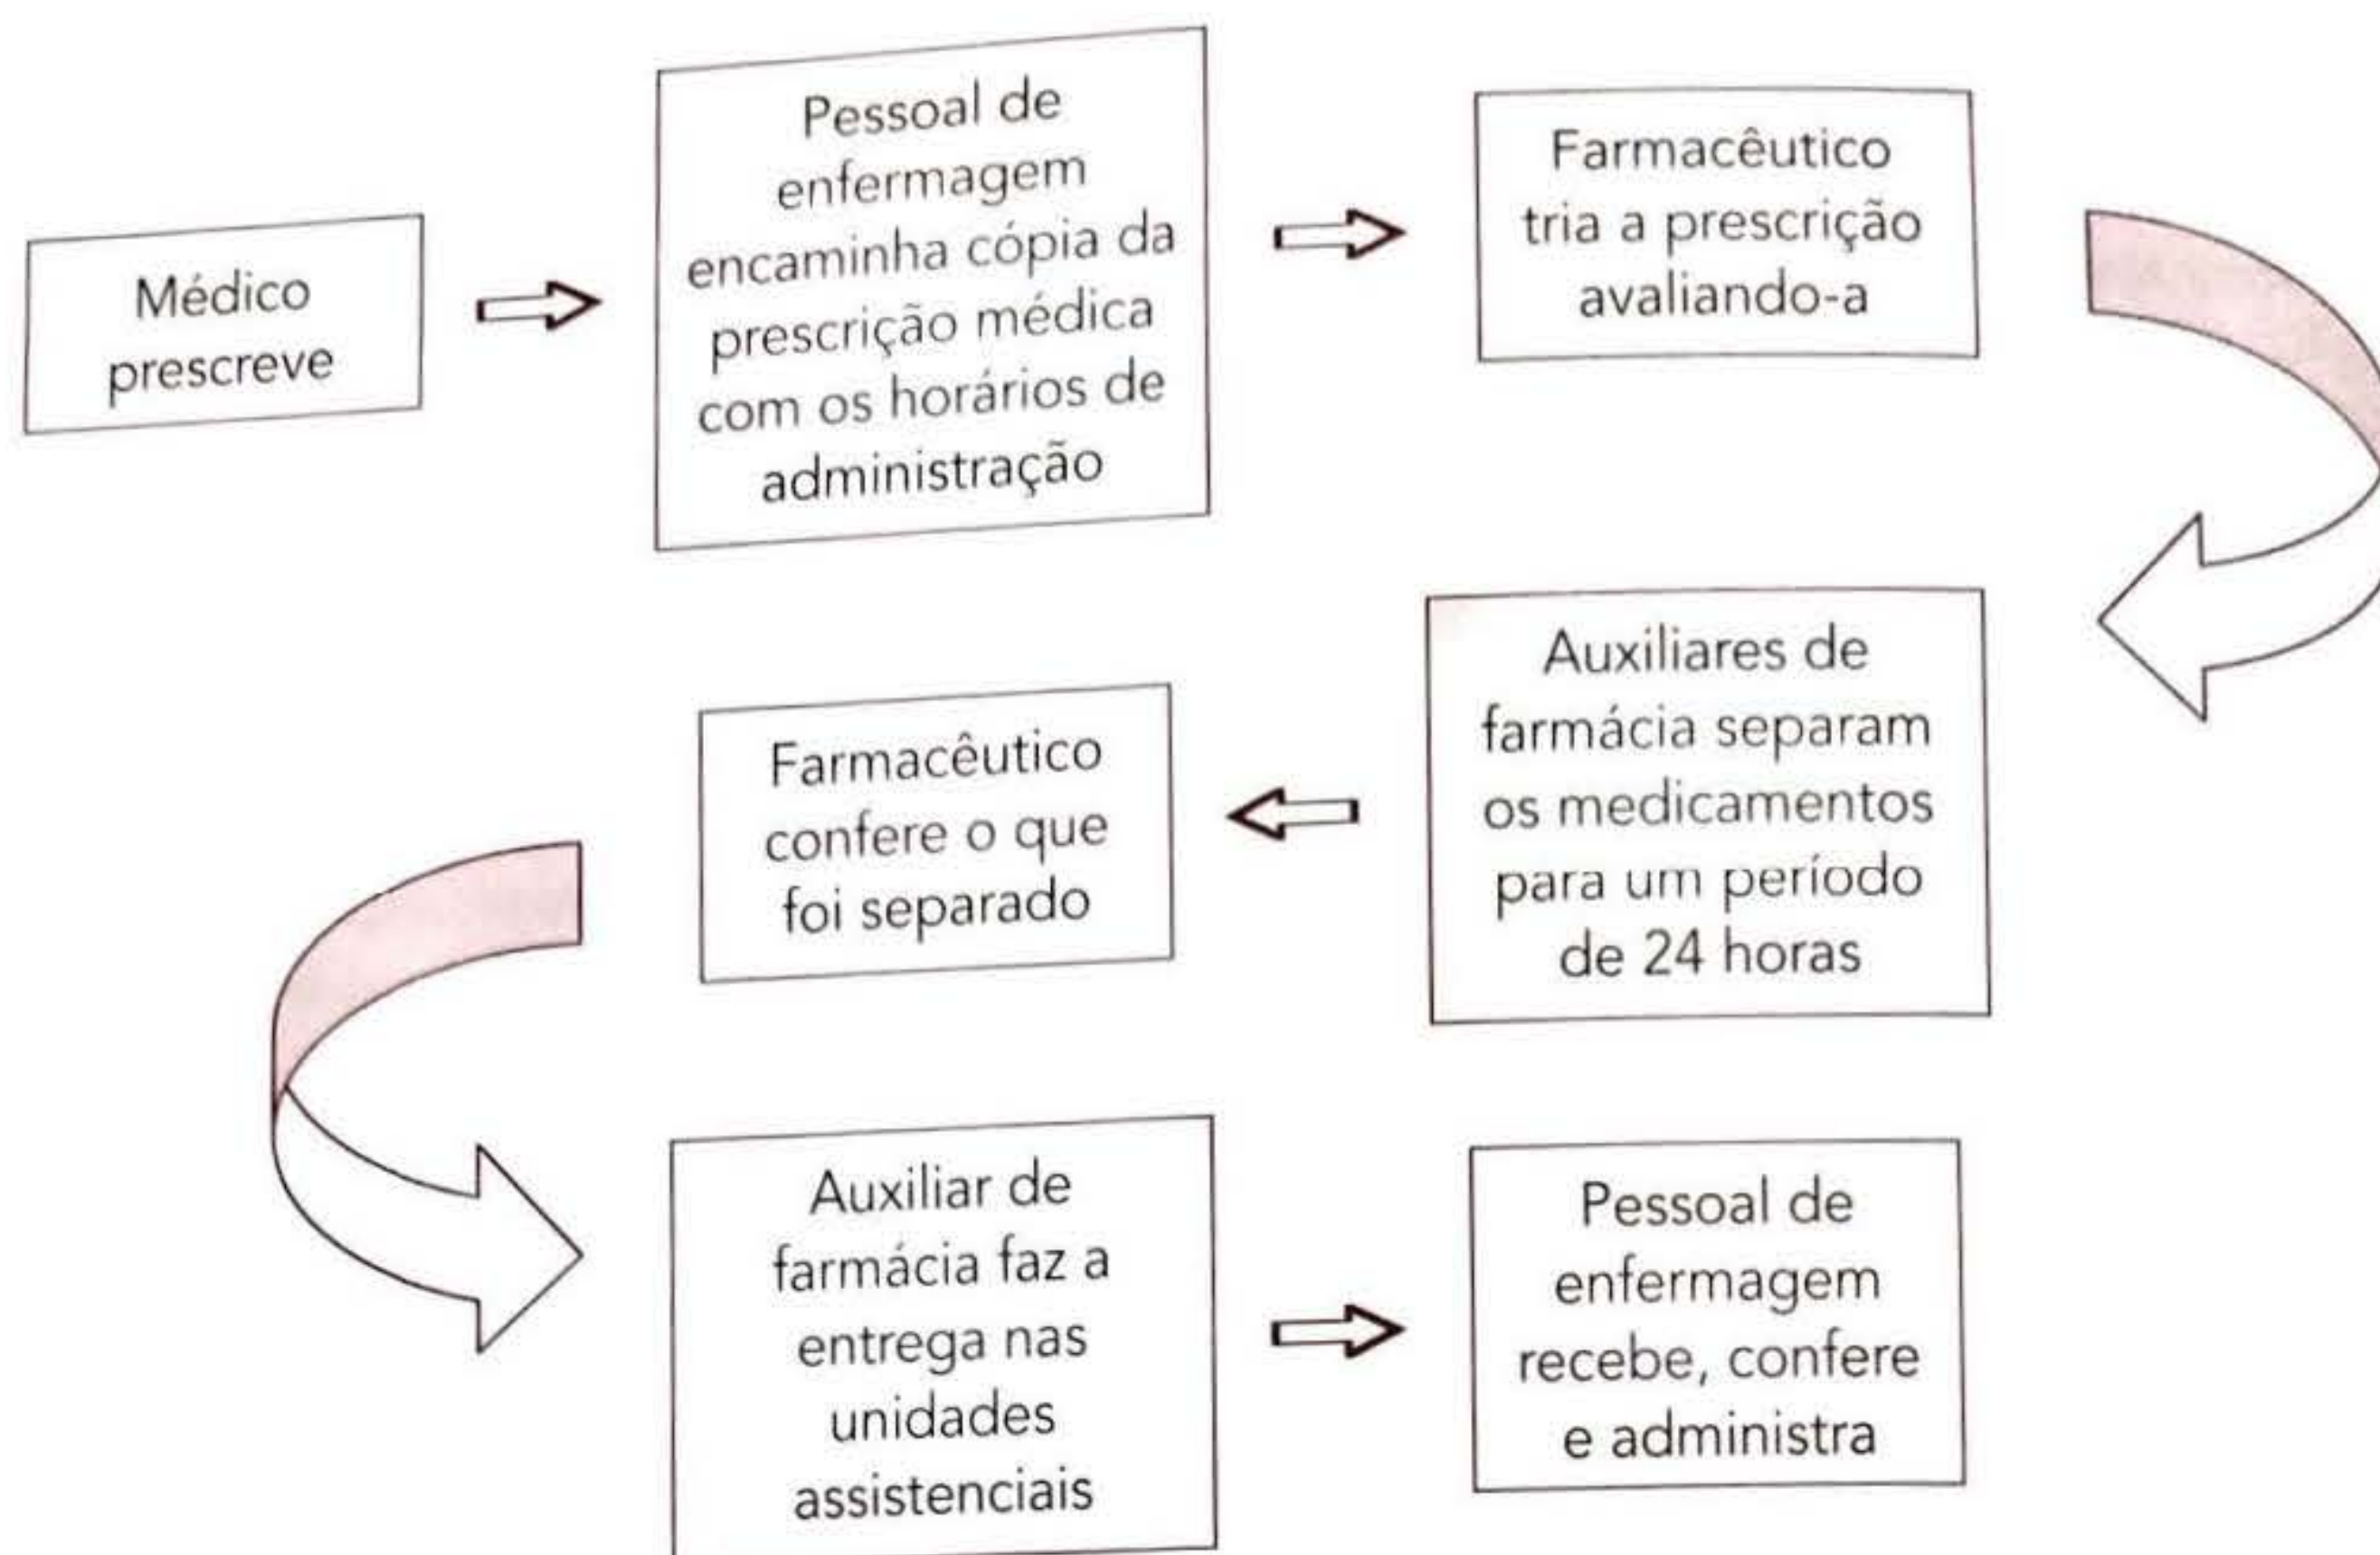 Médico
prescreve
Pessoal de
enfermagem
encaminha cópia da
prescrição médica
com os horários de
administração
Farmacêutico
tria a prescrição
avaliando-a
Auxiliares de
farmácia separam
os medicamentos
para um período
de 24 horas
Farmacêutico
confere o que
foi separado
Auxiliar de
farmácia faz a
entrega nas
unidades
assistenciais
Pessoal de
enfermagem
recebe, confere
e administra